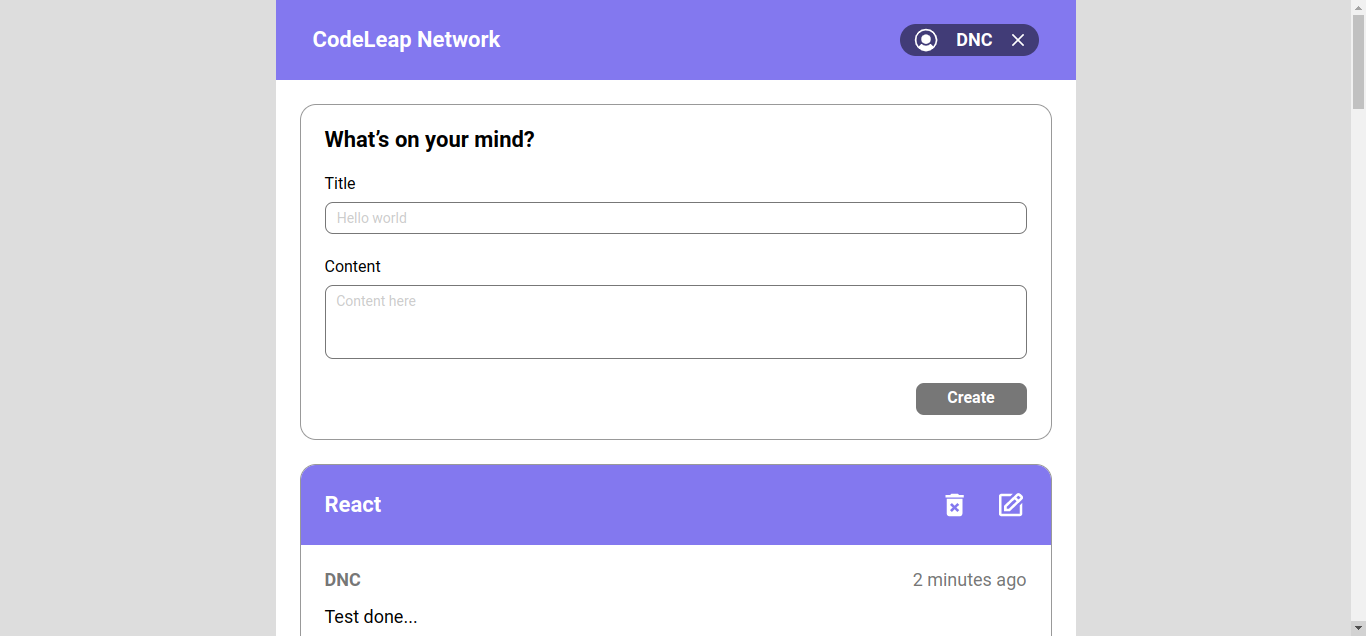 CodeLeap Network
DNC
What’s on your mind?
Title
Hello world
Content
Content here
Create
React
DNC
2 minutes ago
Test done...